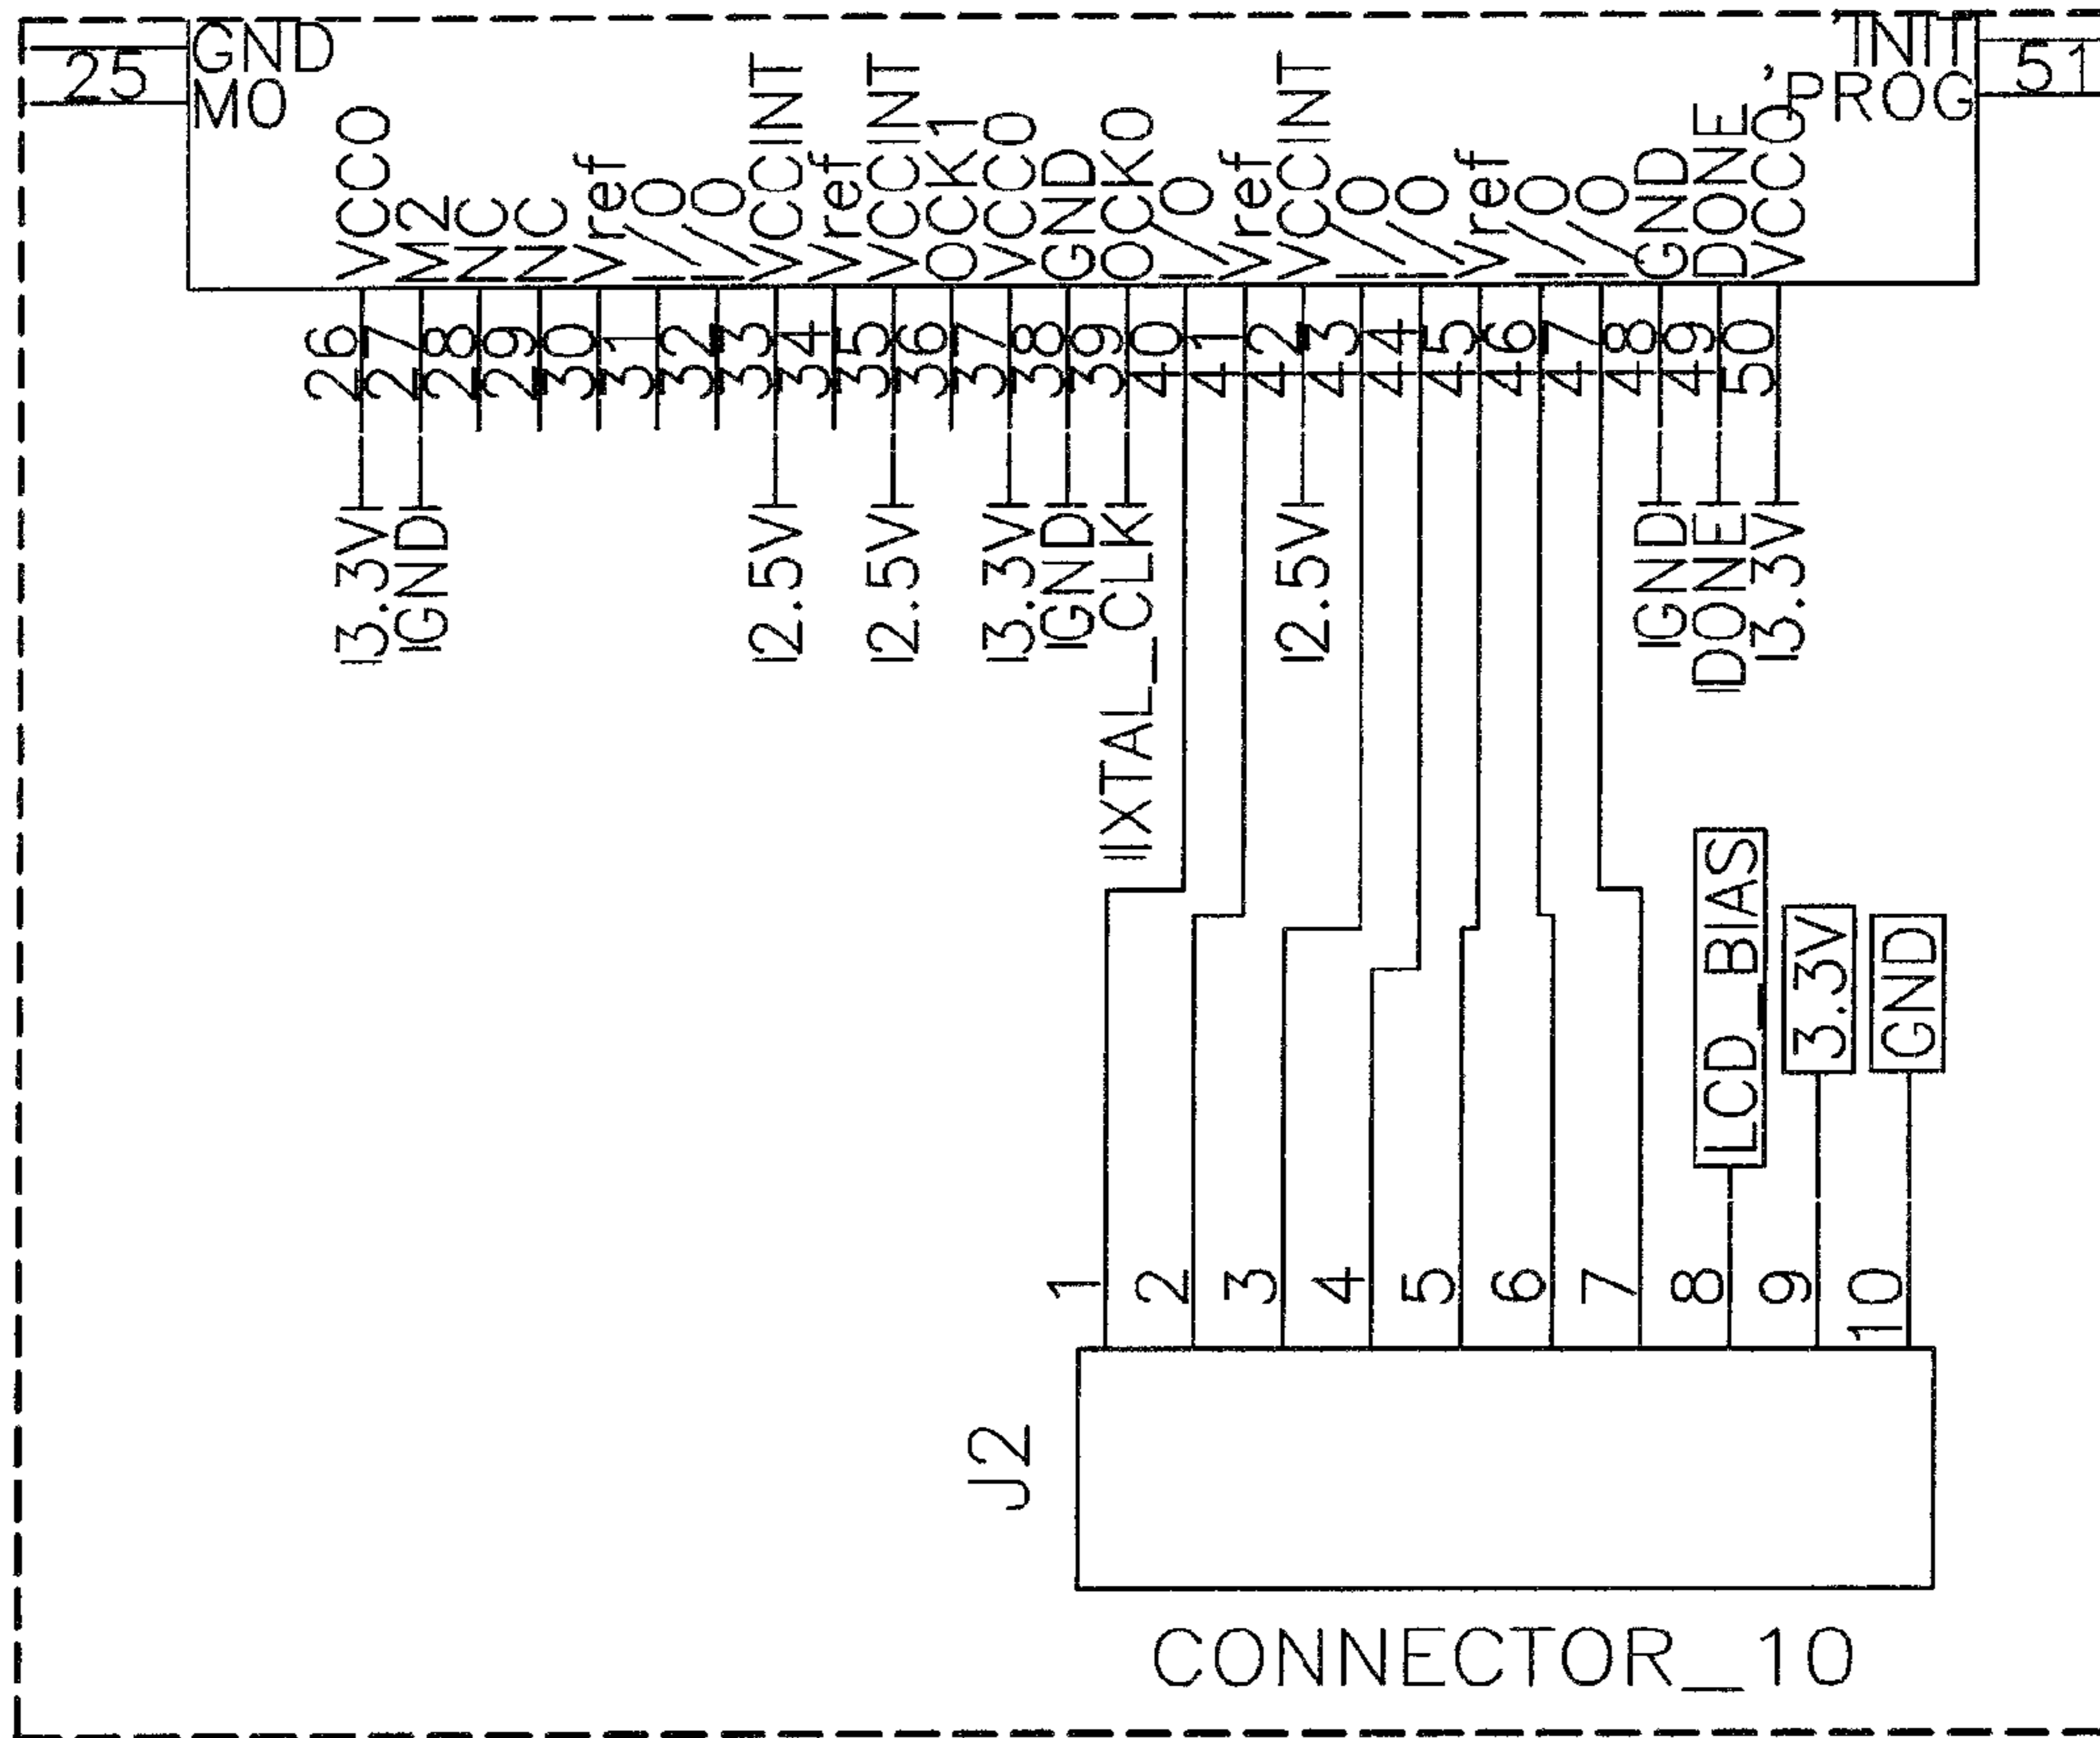 GND
25
M0
INIT
51
'PROG
VCCO
M2
NC
NC
Vref
I/O
I/O
VCCINT
Vref
VCCINT
OCK1
VCCO
GND
OCK0
I/O
Vref
VCCINT
I/O
I/O
Vref
I/O
I/O
GND
DONE
VCCO
26
27
28
29
30
31
32
33
34
35
36
37
38
39
40
41
42
43
44
45
46
47
48
49
50
3.3V
GND
2.5V
2.5V
3.3V
GND
XTAL_CLK
2.5V
GND
DONE
3.3V
LCD_BIAS
3.3V
GND
1
2
3
4
5
6
7
8
9
10
J2
CONNECTOR_10